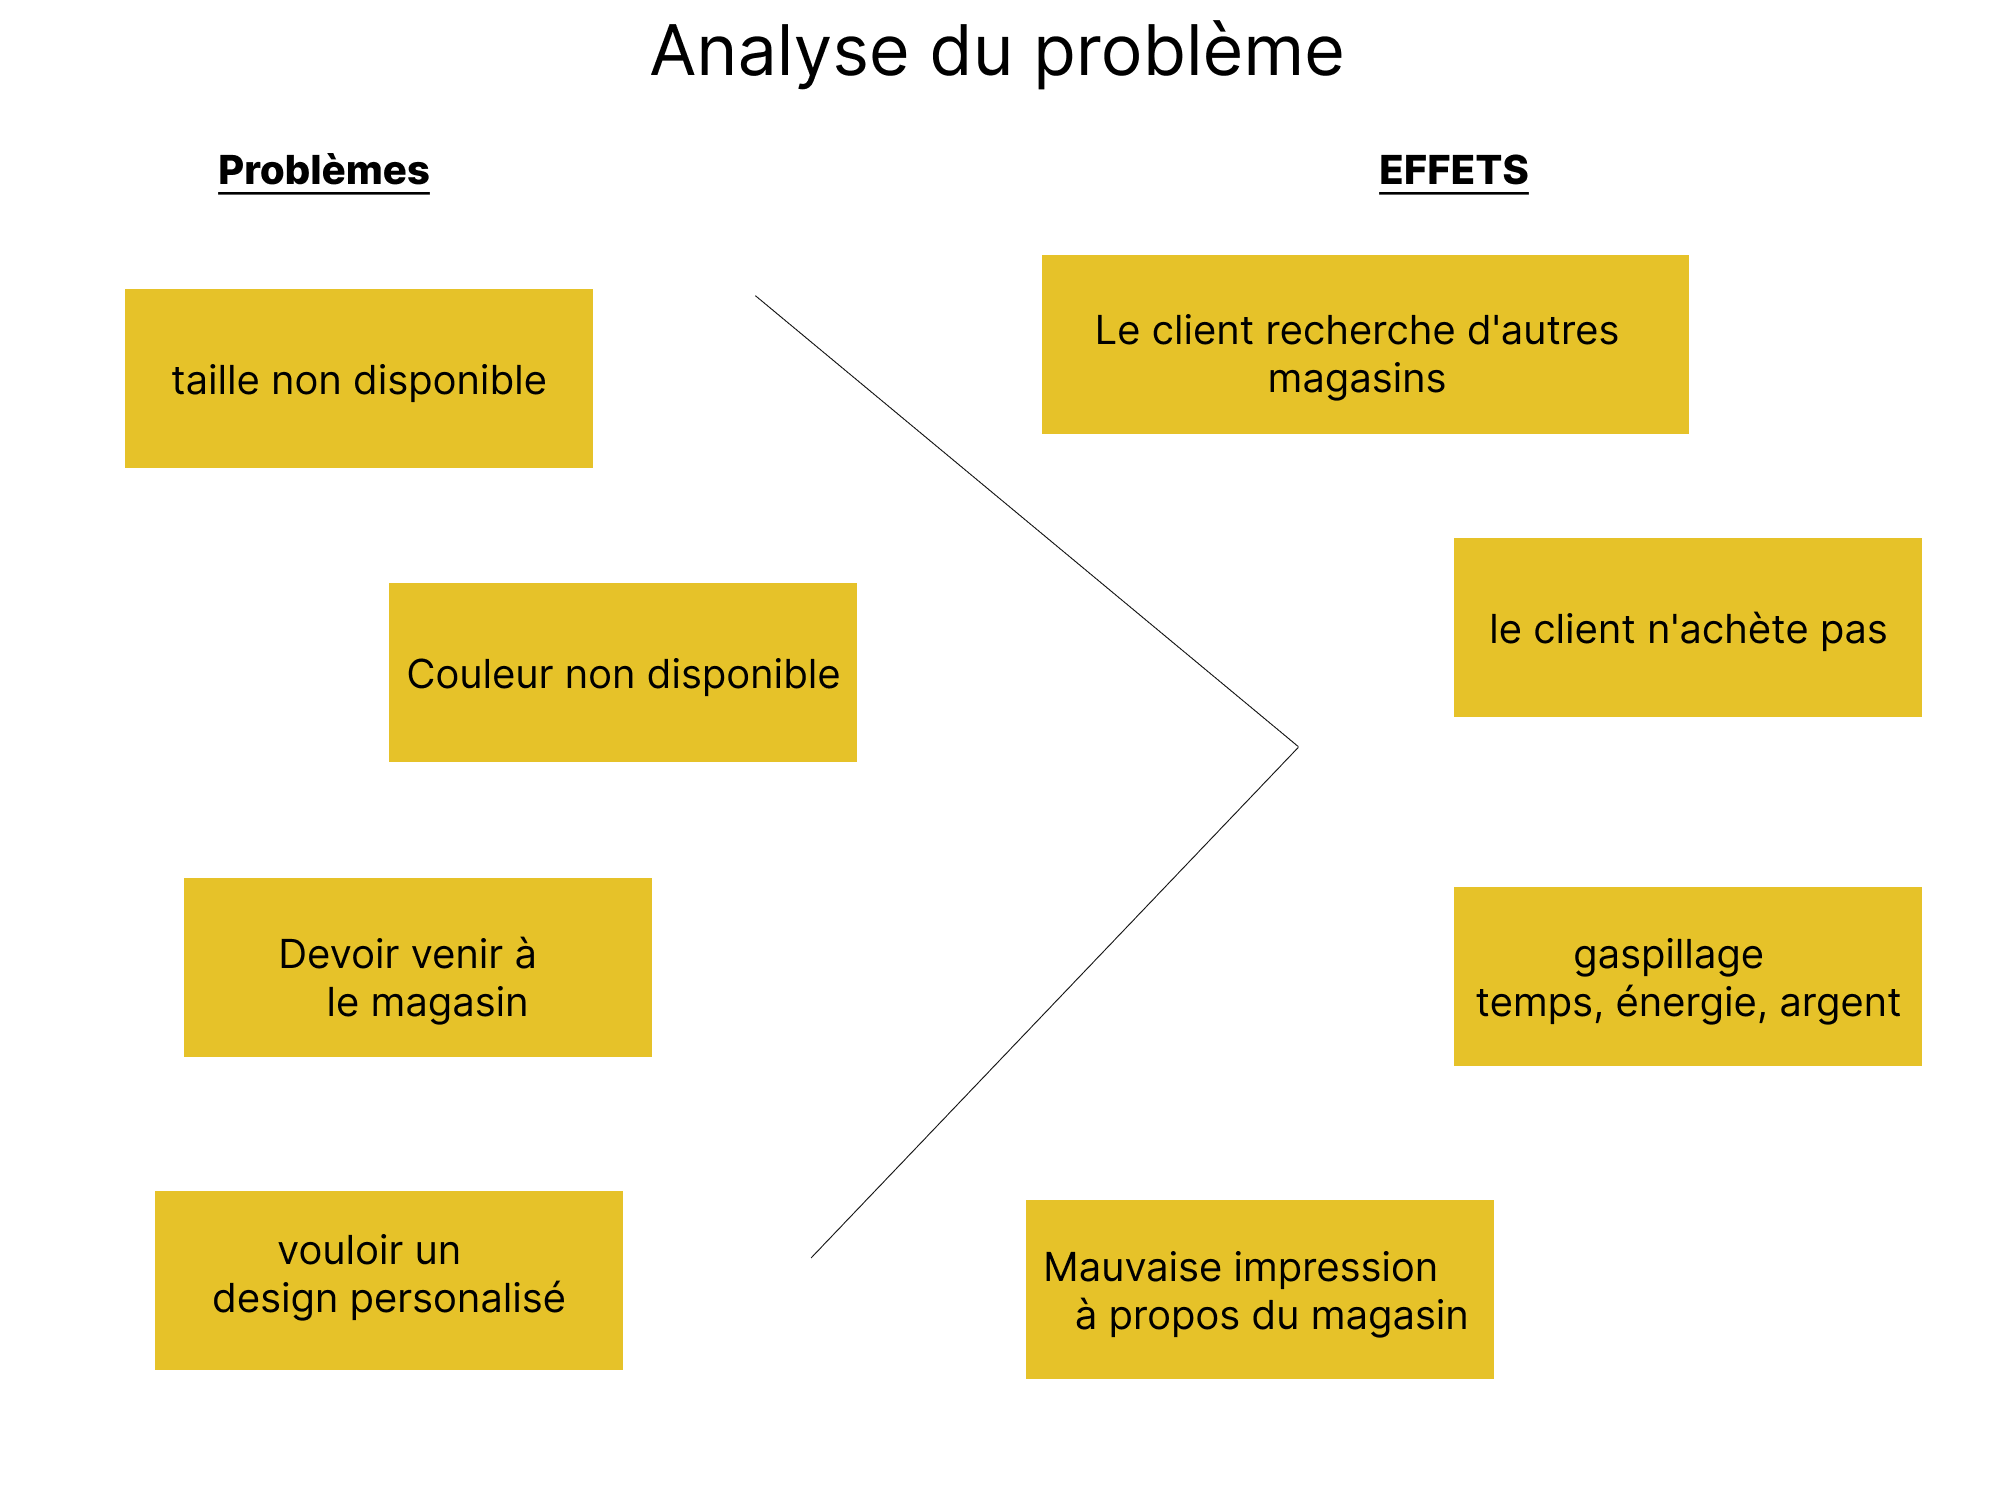 Analyse du problème
Problèmes
taille non disponible
Couleur non disponible
Devoir venir à
le magasin
vouloir un
design personalisé
EFFETS
Le client recherche d'autres
magasins
le client n'achète pas
gaspillage
temps, énergie, argent
Mauvaise impression
à propos du magasin